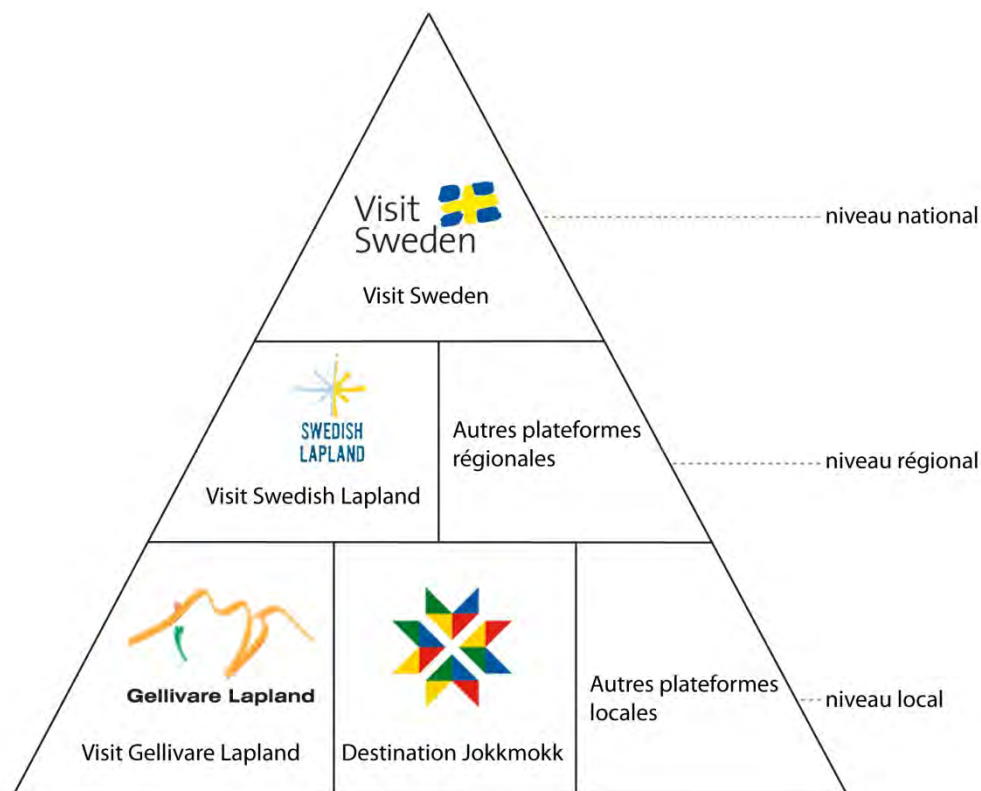 Visit
Sweden
Visit Sweden
niveau national
SWEDISH
LAPLAND
Visit Swedish Lapland
Autres plateformes
régionales
niveau régional
Gellivare Lapland
Visit Gellivare Lapland
Destination Jokkmokk
Autres plateformes
locales
niveau local